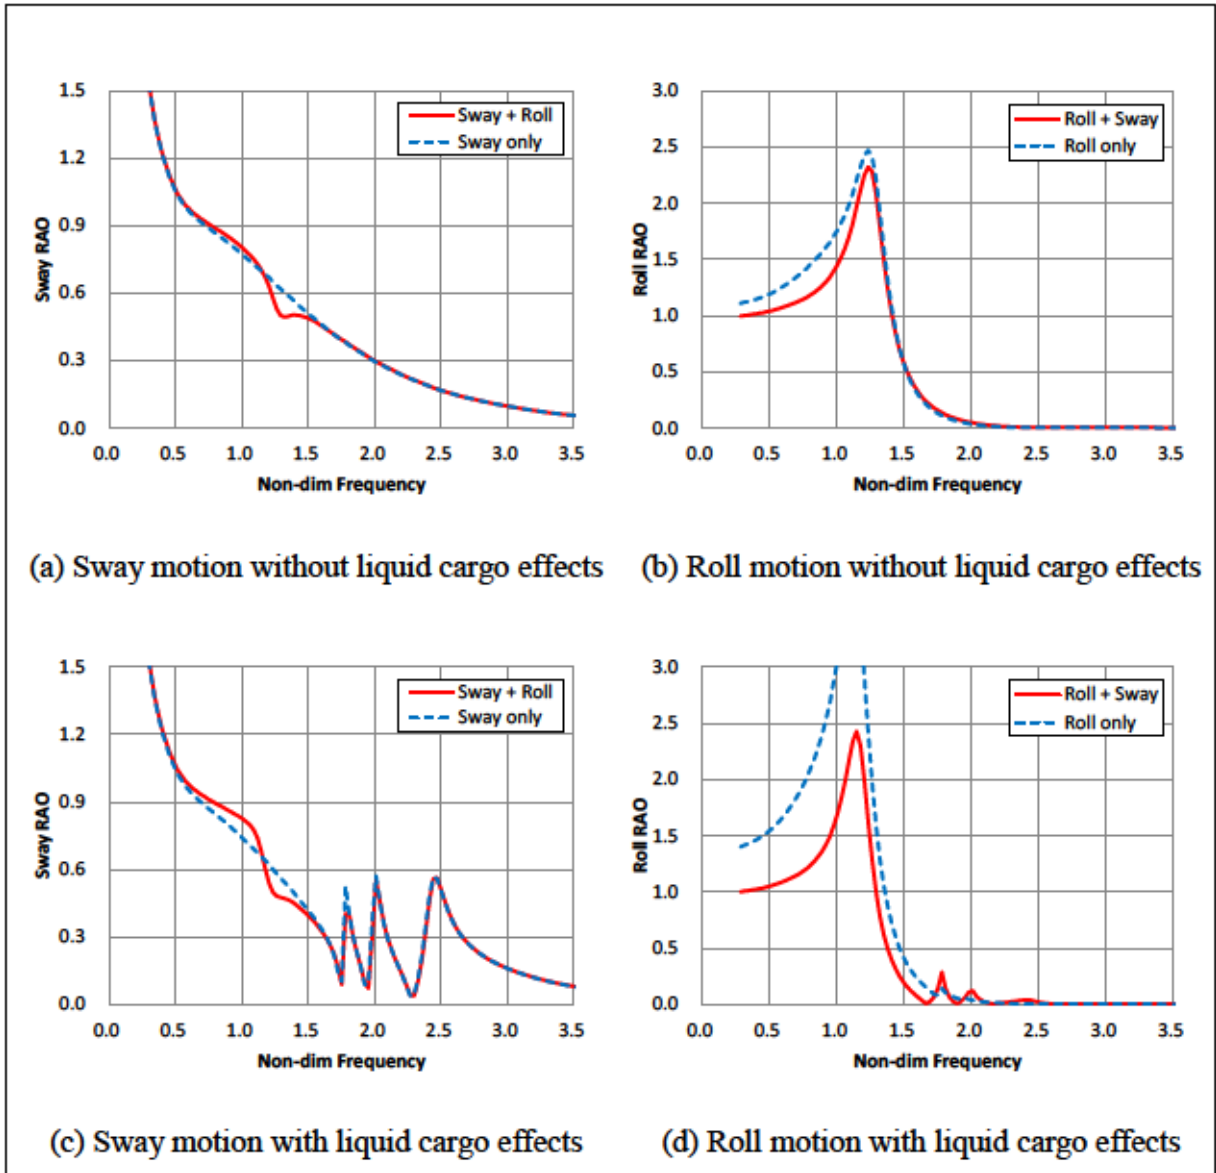 1.5
1.2
0.9
0.6
0.3
0.0
Sway RAO
Sway + Roll
Sway only
0.0 0.5 1.0 1.5 2.0 2.5 3.0 3.5
Non-dim Frequency
(a) Sway motion without liquid cargo effects
3.0
2.5
2.0
1.5
1.0
0.5
0.0
Roll RAO
Roll + Sway
Roll only
0.0 0.5 1.0 1.5 2.0 2.5 3.0 3.5
Non-dim Frequency
(b) Roll motion without liquid cargo effects
1.5
1.2
0.9
0.6
0.3
0.0
Sway RAO
Sway + Roll
Sway only
0.0 0.5 1.0 1.5 2.0 2.5 3.0 3.5
Non-dim Frequency
(c) Sway motion with liquid cargo effects
3.0
2.5
2.0
1.5
1.0
0.5
0.0
Roll RAO
Roll + Sway
Roll only
0.0 0.5 1.0 1.5 2.0 2.5 3.0 3.5
Non-dim Frequency
(d) Roll motion with liquid cargo effects